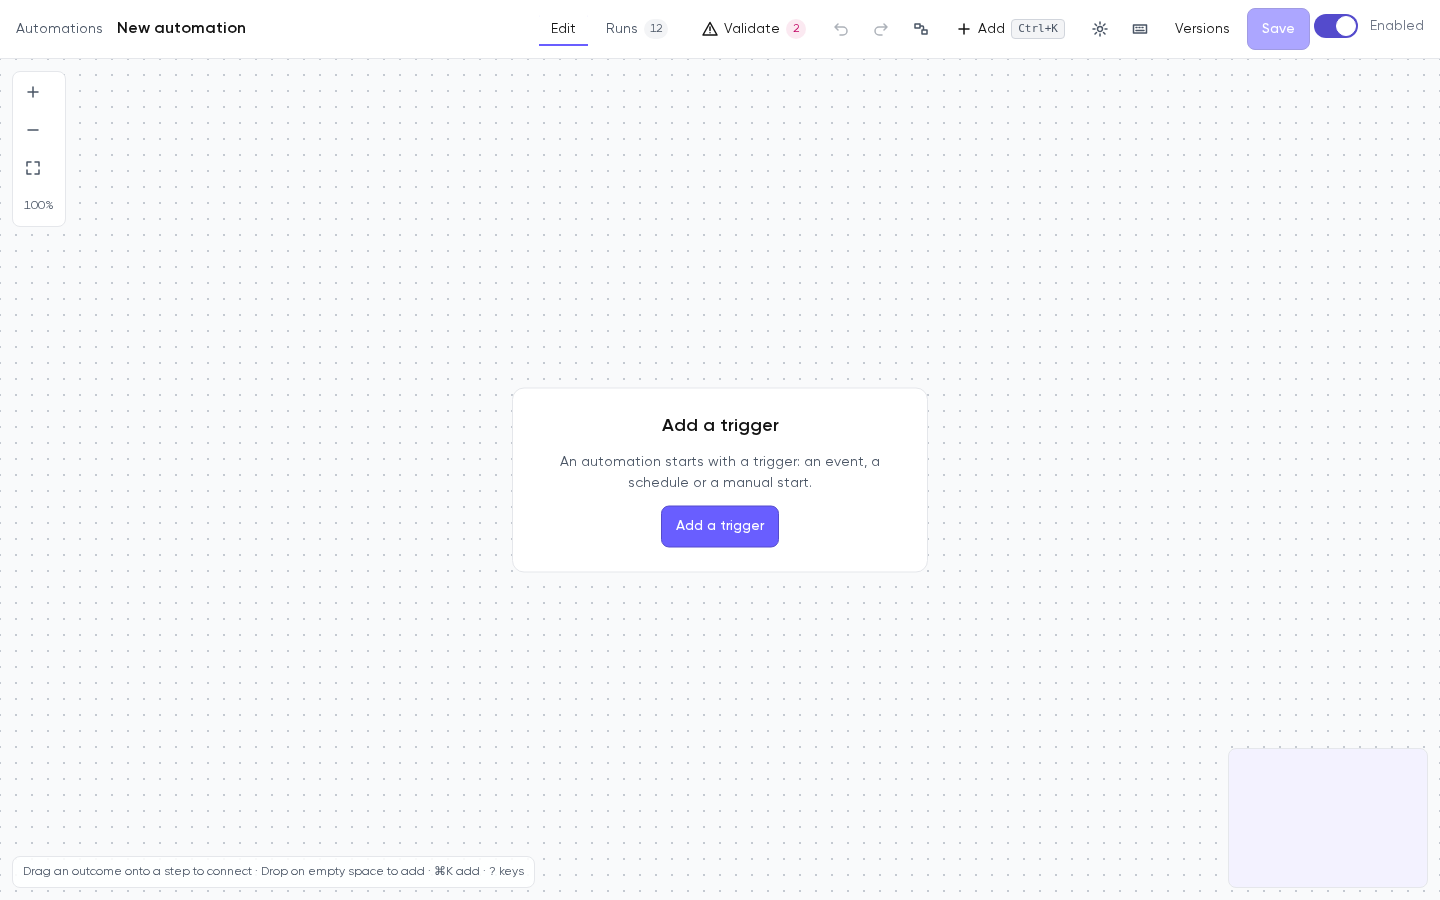 Automations New automation
Edit Runs 12 Validate 2 Add Ctrl+K Versions Save Enabled
100%
Add a trigger
An automation starts with a trigger: an event, a
schedule or a manual start.
Add a trigger
Drag an outcome onto a step to connect · Drop on empty space to add · ⌘K add · ? keys